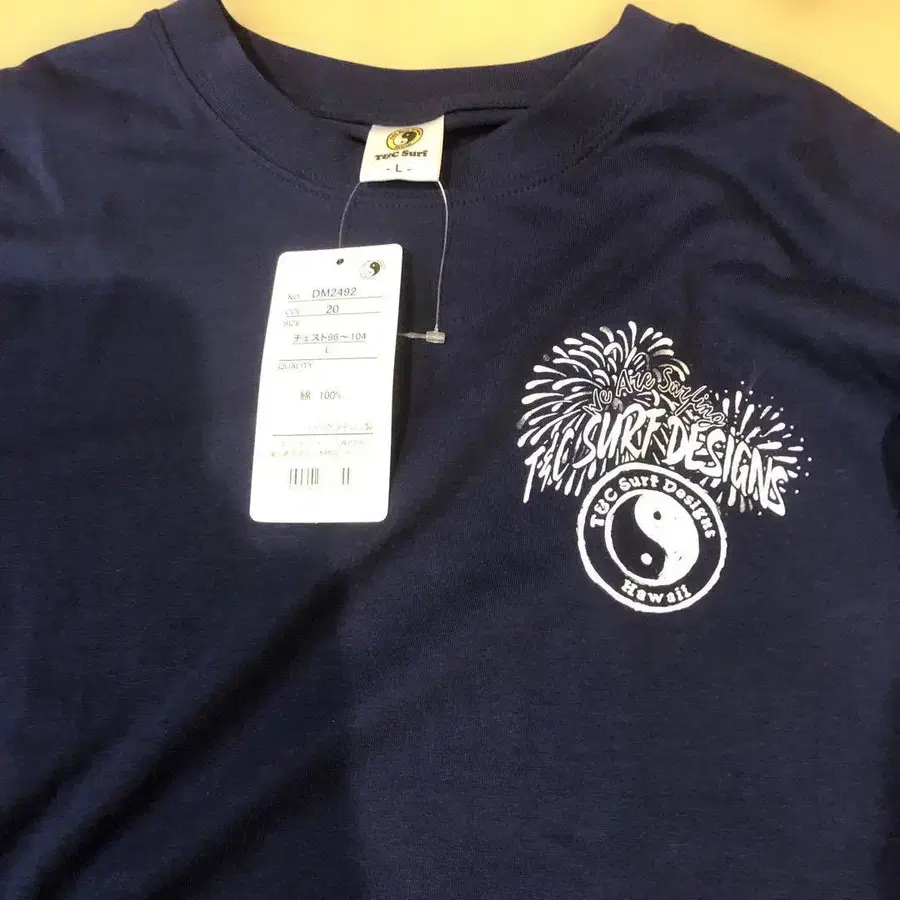 T&C Surf
- L -
NO. DM2492
COL 20
SIZE
チェスト96～104
L
QUALITY
綿 100%
We Are Surfing
T&C SURF DESIGNS
T&C Surf Designs
Hawaii